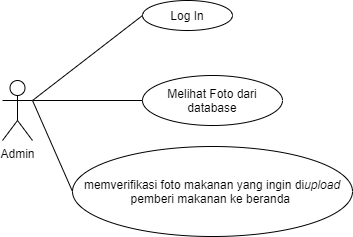 Log In
Melihat Foto dari
database
Admin
memverifikasi foto makanan yang ingin diupload
pemberi makanan ke beranda